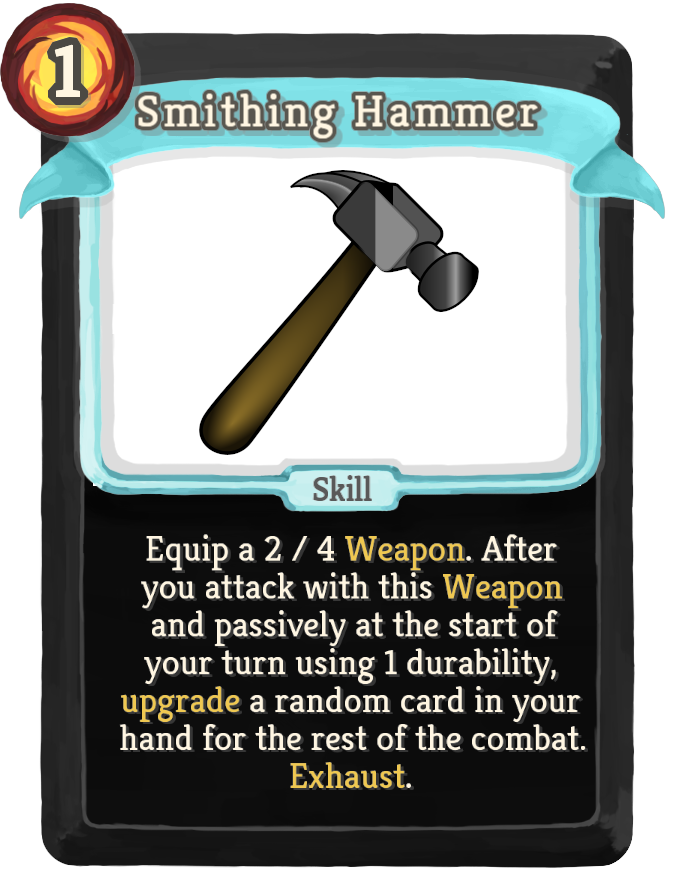 1
Smithing Hammer
Skill
Equip a 2 / 4 Weapon. After
you attack with this Weapon
and passively at the start of
your turn using 1 durability,
upgrade a random card in your
hand for the rest of the combat.
Exhaust.